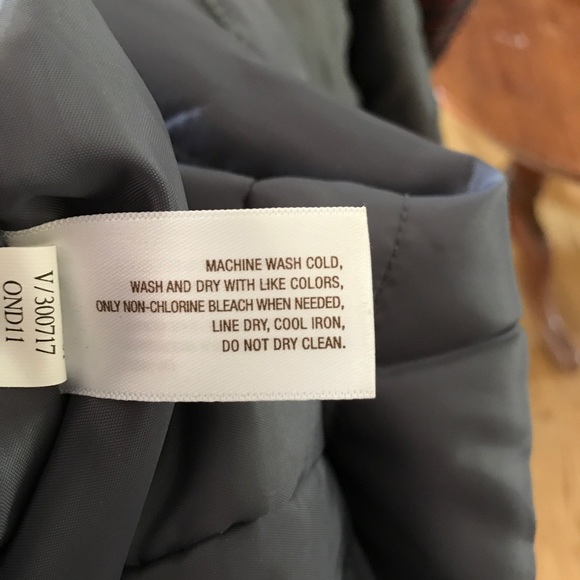 MACHINE WASH COLD,
WASH AND DRY WITH LIKE COLORS,
ONLY NON-CHLORINE BLEACH WHEN NEEDED,
LINE DRY, COOL IRON,
DO NOT DRY CLEAN.
V/300717
OND11